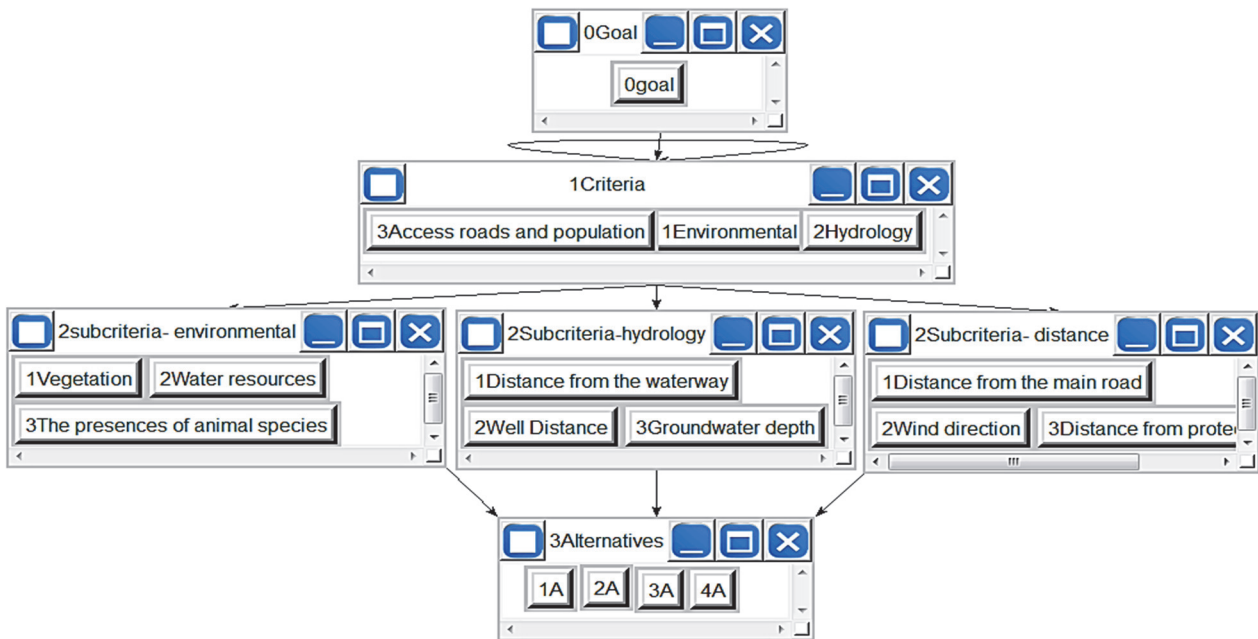 0Goal
0goal
1Criteria
3Access roads and population 1Environmental 2Hydrology
2subcriteria- environmental
1Vegetation 2Water resources
3The presences of animal species
2Subcriteria-hydrology
1Distance from the waterway
2Well Distance 3Groundwater depth
2Subcriteria- distance
1Distance from the main road
2Wind direction 3Distance from prote
3Alternatives
1A 2A 3A 4A